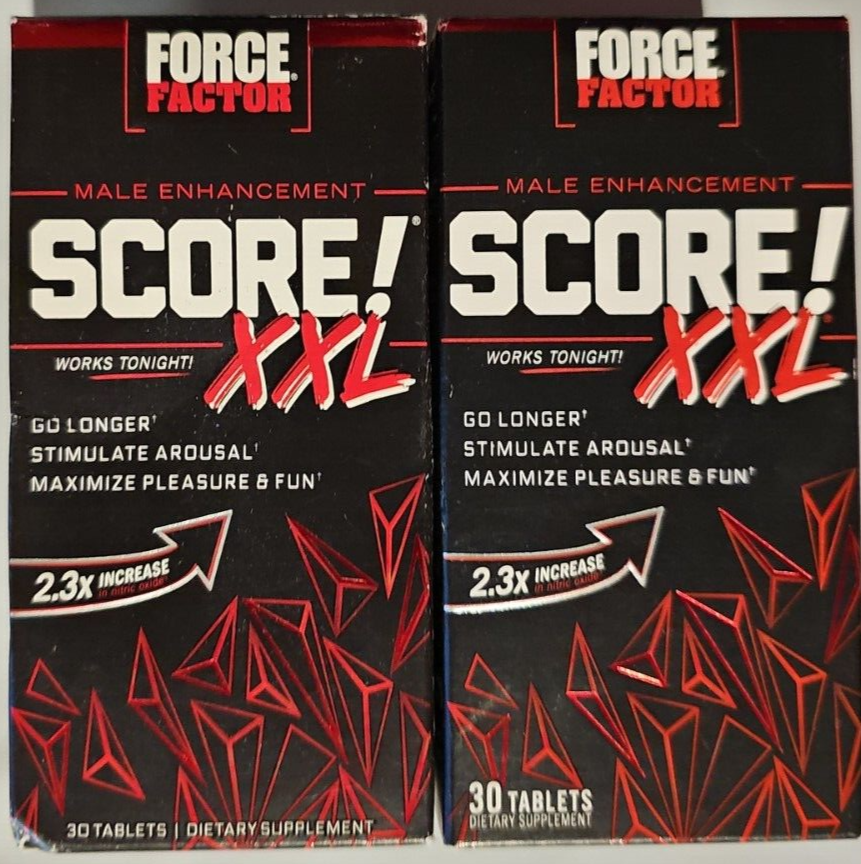 FORCE
FACTOR
MALE ENHANCEMENT
SCORE!®
XXL
WORKS TONIGHT!
GO LONGER†
STIMULATE AROUSAL†
MAXIMIZE PLEASURE & FUN†
2.3X INCREASE
in nitric oxide†
30 TABLETS | DIETARY SUPPLEMENT
FORCE
FACTOR
MALE ENHANCEMENT
SCORE!
XXL
WORKS TONIGHT!
GO LONGER†
STIMULATE AROUSAL†
MAXIMIZE PLEASURE & FUN†
2.3X INCREASE
in nitric oxide†
30 TABLETS
DIETARY SUPPLEMENT